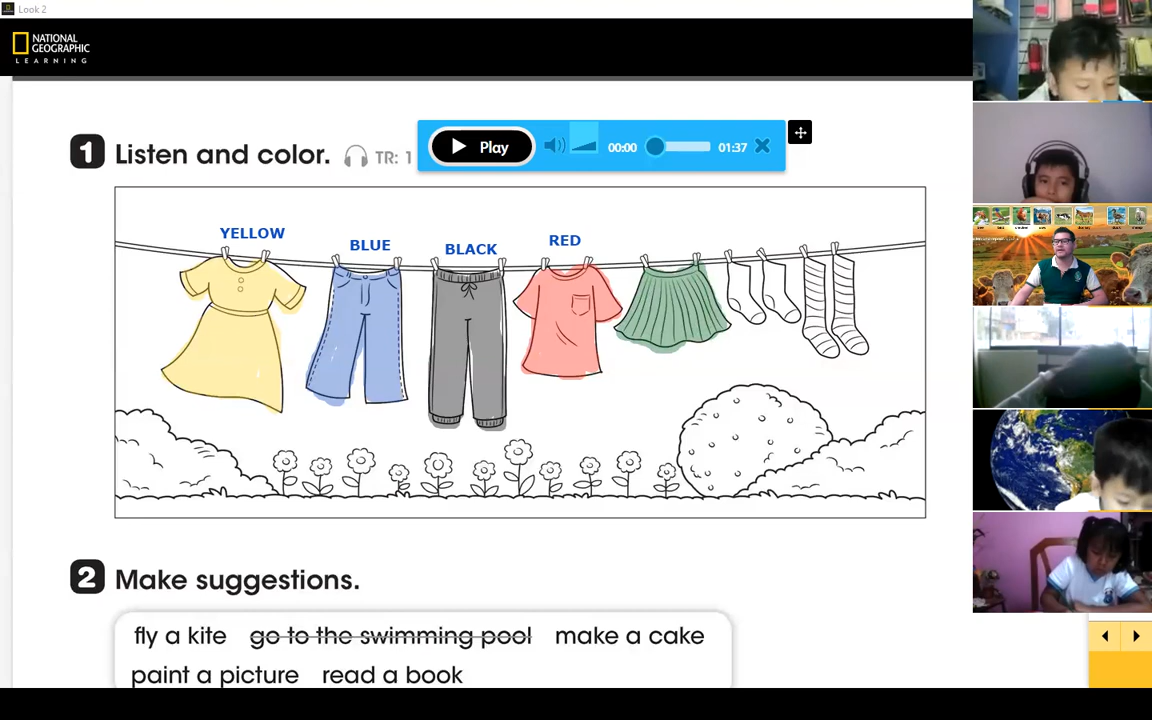 Look 2
NATIONAL
GEOGRAPHIC
LEARNING
1 Listen and color. TR: 1
Play 00:00 01:37
YELLOW
BLUE
BLACK
RED
2 Make suggestions.
fly a kite go to the swimming pool make a cake
paint a picture read a book